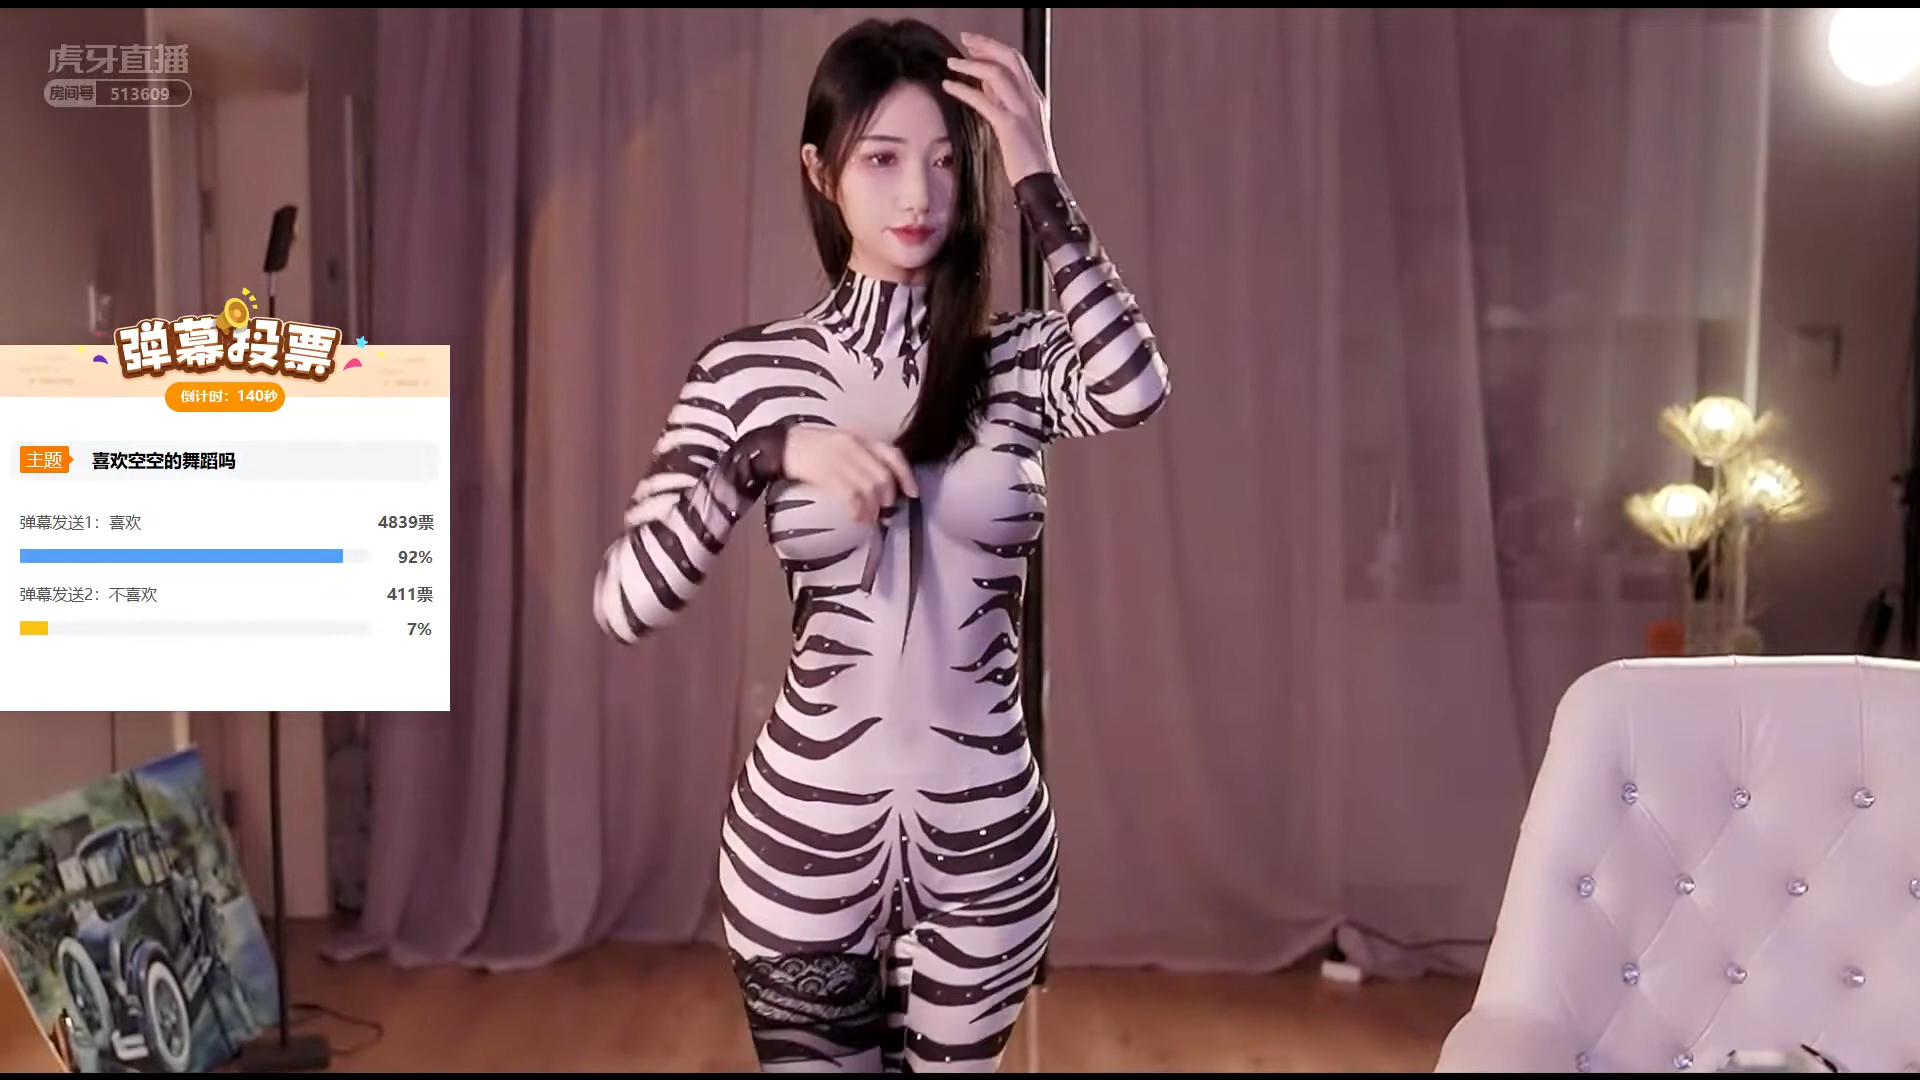 虎牙直播
房间号 513609
弹幕投票
倒计时：140秒
主题 喜欢空空的舞蹈吗
弹幕发送1：喜欢 4839票
92%
弹幕发送2：不喜欢 411票
7%